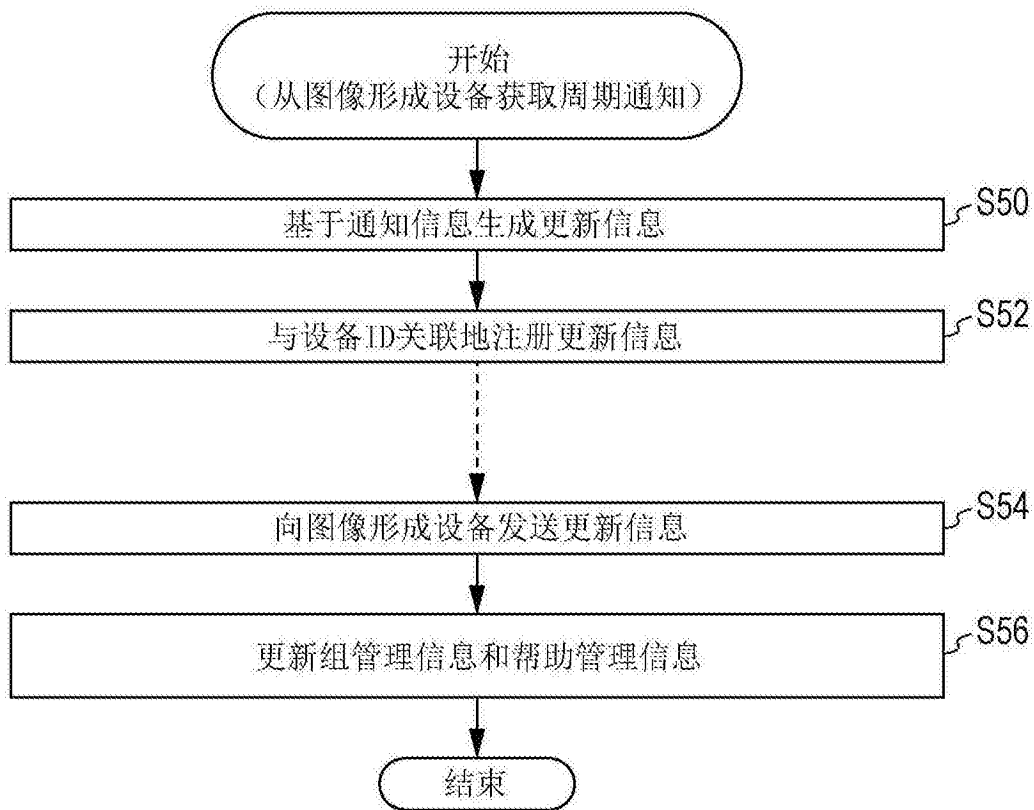 开始
（从图像形成设备获取周期通知）
S50
基于通知信息生成更新信息
S52
与设备ID关联地注册更新信息
S54
向图像形成设备发送更新信息
S56
更新组管理信息和帮助管理信息
结束